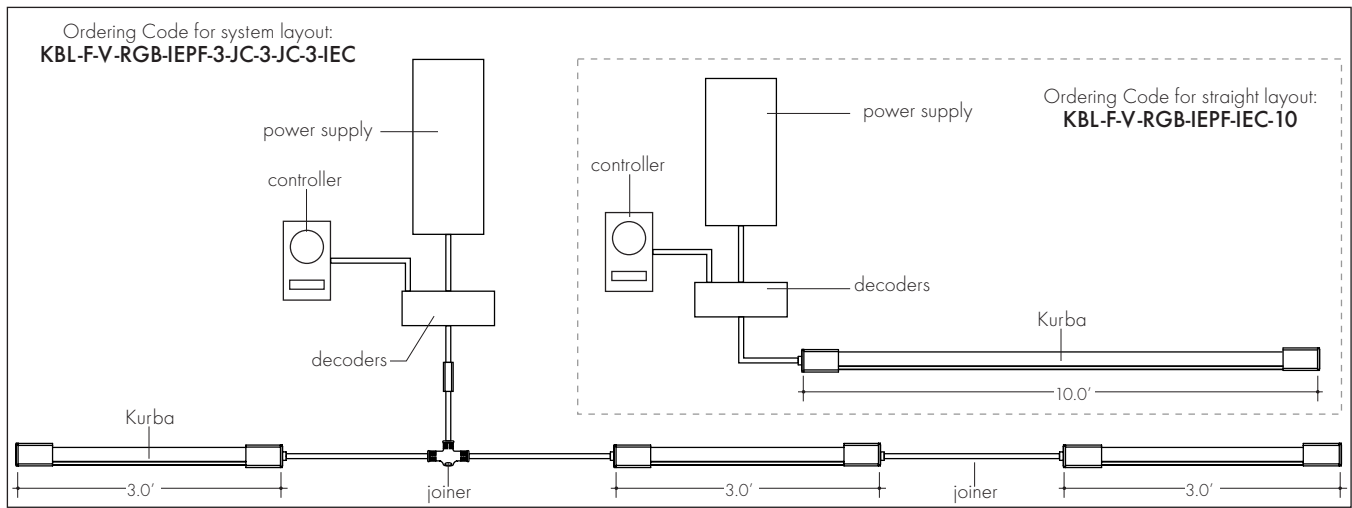 Ordering Code for system layout:
KBL-F-V-RGB-IEPF-3-JC-3-JC-3-IEC
power supply
controller
decoders
Kurba
joiner
3.0’
3.0’
joiner
3.0’
Ordering Code for straight layout:
KBL-F-V-RGB-IEPF-IEC-10
power supply
controller
decoders
Kurba
10.0’